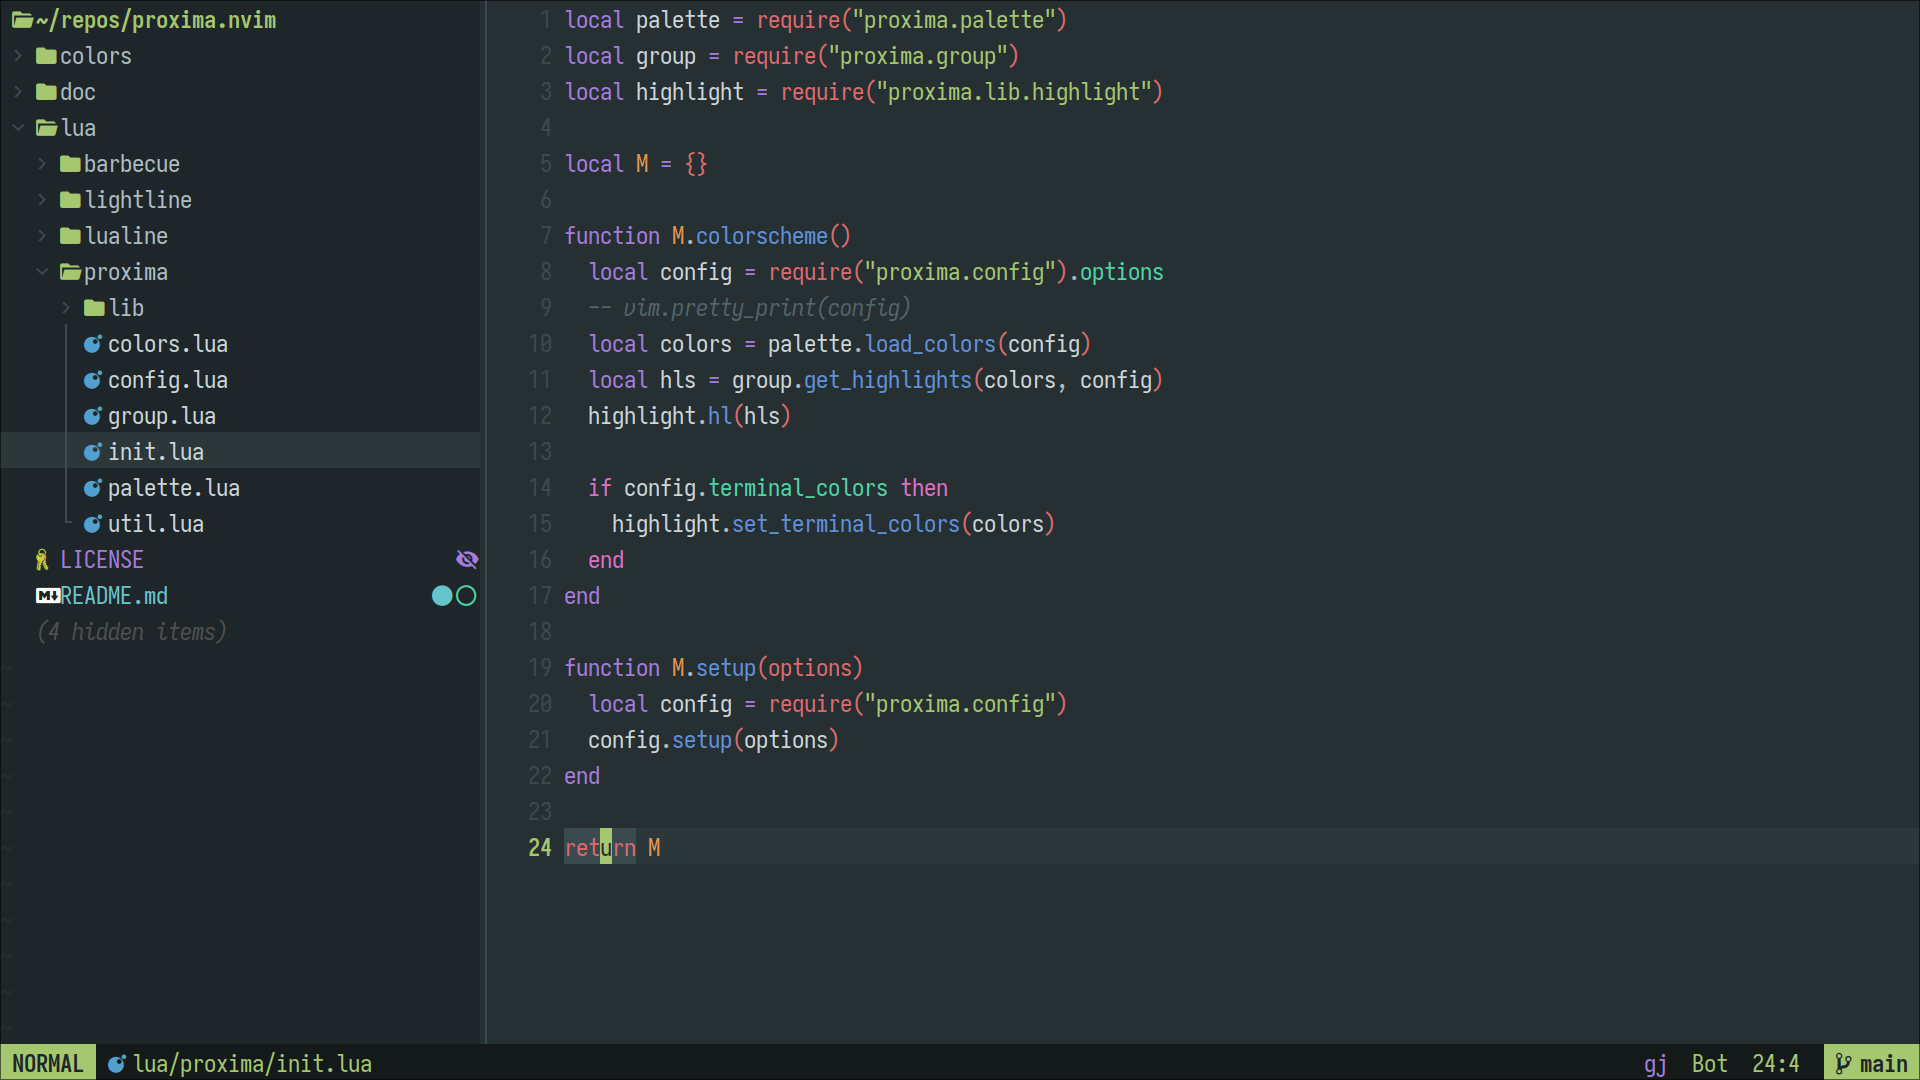 ~/repos/proxima.nvim
colors
doc
lua
barbecue
lightline
lualine
proxima
lib
colors.lua
config.lua
group.lua
init.lua
palette.lua
util.lua
LICENSE
README.md
(4 hidden items)
~
~
~
~
~
~
~
~
~
~
~
1 local palette = require("proxima.palette")
2 local group = require("proxima.group")
3 local highlight = require("proxima.lib.highlight")
4
5 local M = {}
6
7 function M.colorscheme()
8   local config = require("proxima.config").options
9   -- vim.pretty_print(config)
10   local colors = palette.load_colors(config)
11   local hls = group.get_highlights(colors, config)
12   highlight.hl(hls)
13
14   if config.terminal_colors then
15     highlight.set_terminal_colors(colors)
16   end
17 end
18
19 function M.setup(options)
20   local config = require("proxima.config")
21   config.setup(options)
22 end
23
24 return M
NORMAL lua/proxima/init.lua gj Bot 24:4 main